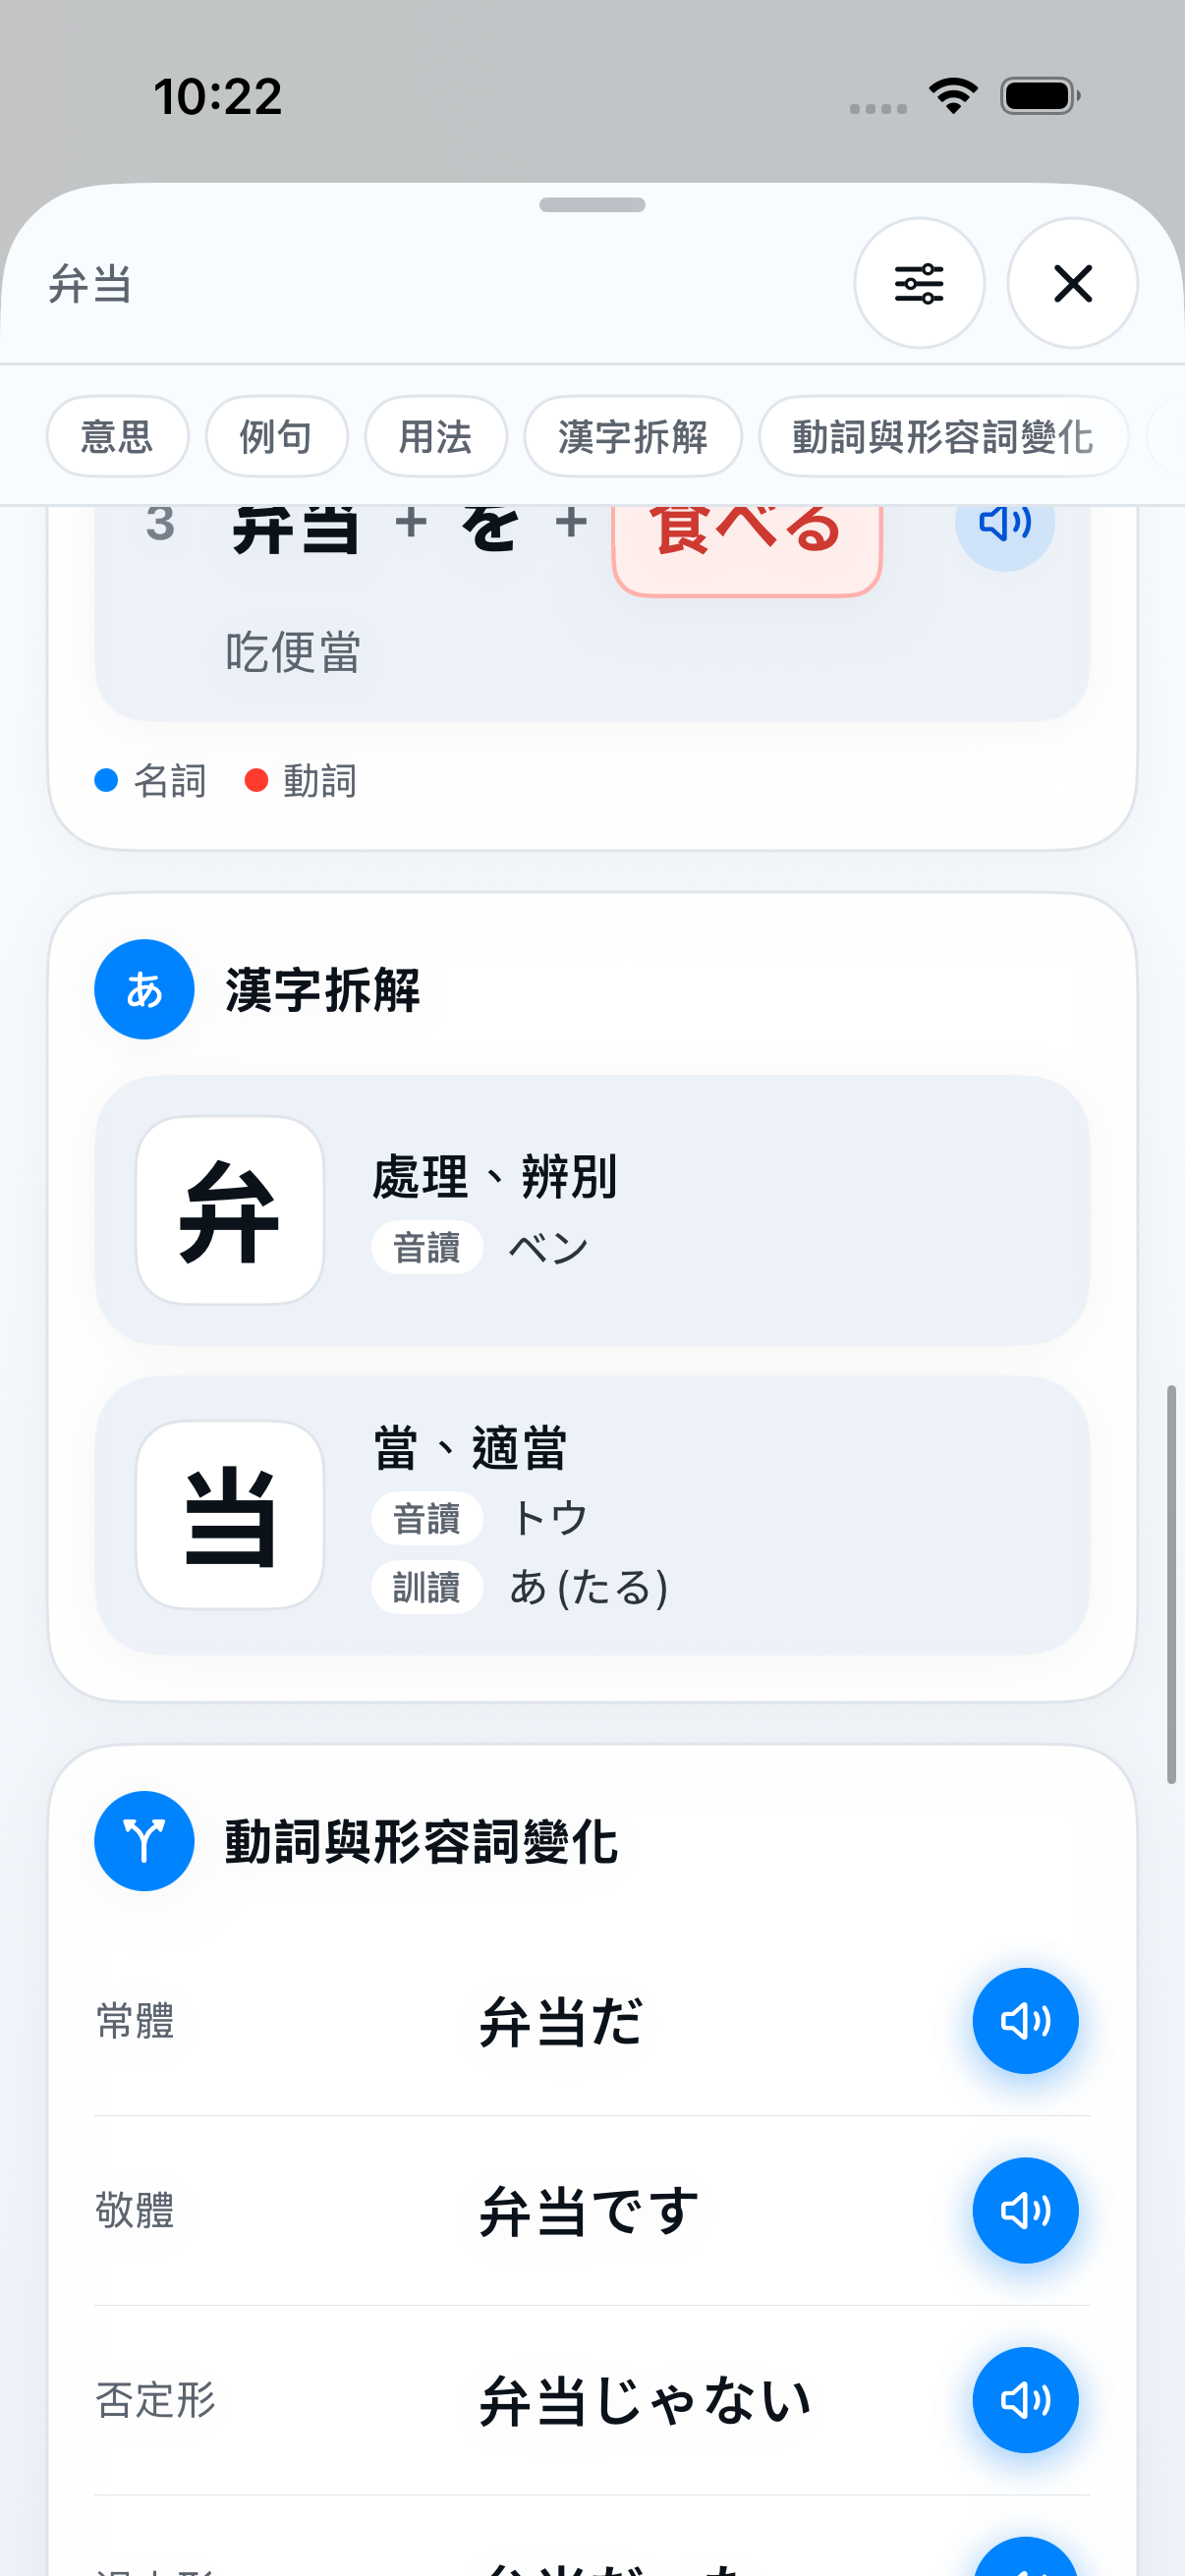 10:22
弁当
意思 例句 用法 漢字拆解 動詞與形容詞變化
3 弁当 + を + 食べる
吃便當
名詞 動詞
あ 漢字拆解
弁
處理、辨別
音讀 ベン
当
當、適當
音讀 トウ
訓讀 あ (たる)
動詞與形容詞變化
常體 弁当だ
敬體 弁当です
否定形 弁当じゃない